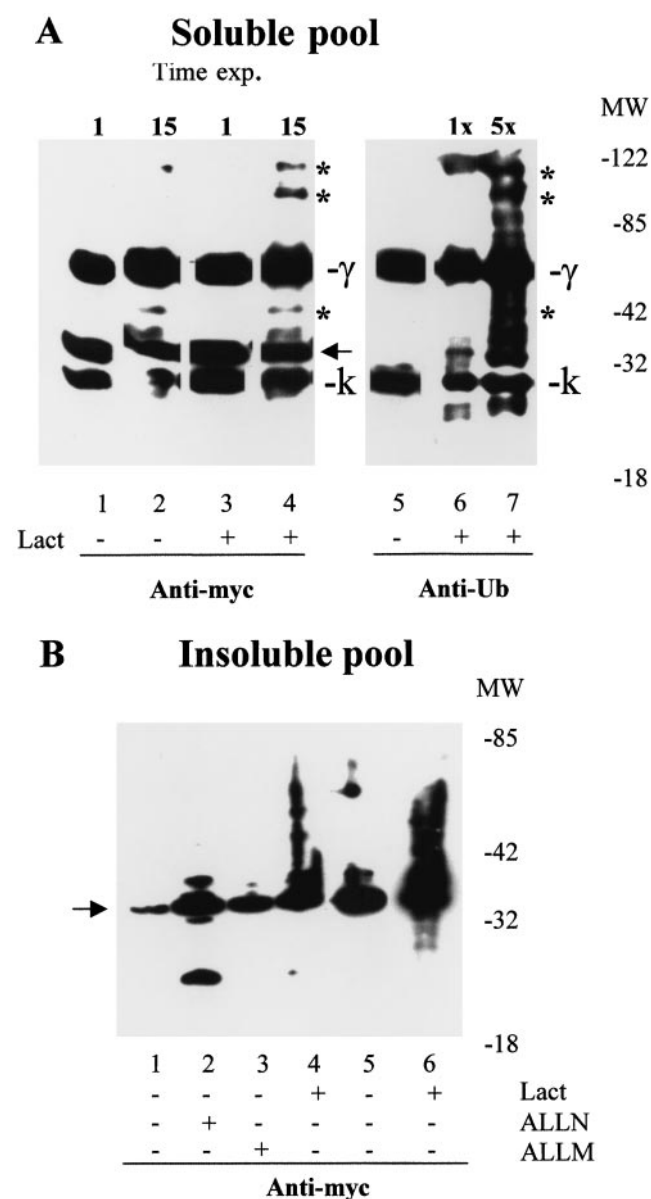 A Soluble pool
Time exp.
1 15 1 15 1x 5x MW
-122
*
*
-85
-γ
*
-42
-32
-k
-18
*
*
-γ
*
-k
1 2 3 4 5 6 7
Lact - - + + - + +
Anti-myc Anti-Ub
B Insoluble pool
MW
-85
-42
-32
-18
1 2 3 4 5 6
- - - + - + Lact
- + - - - - ALLN
- - + - - - ALLM
Anti-myc